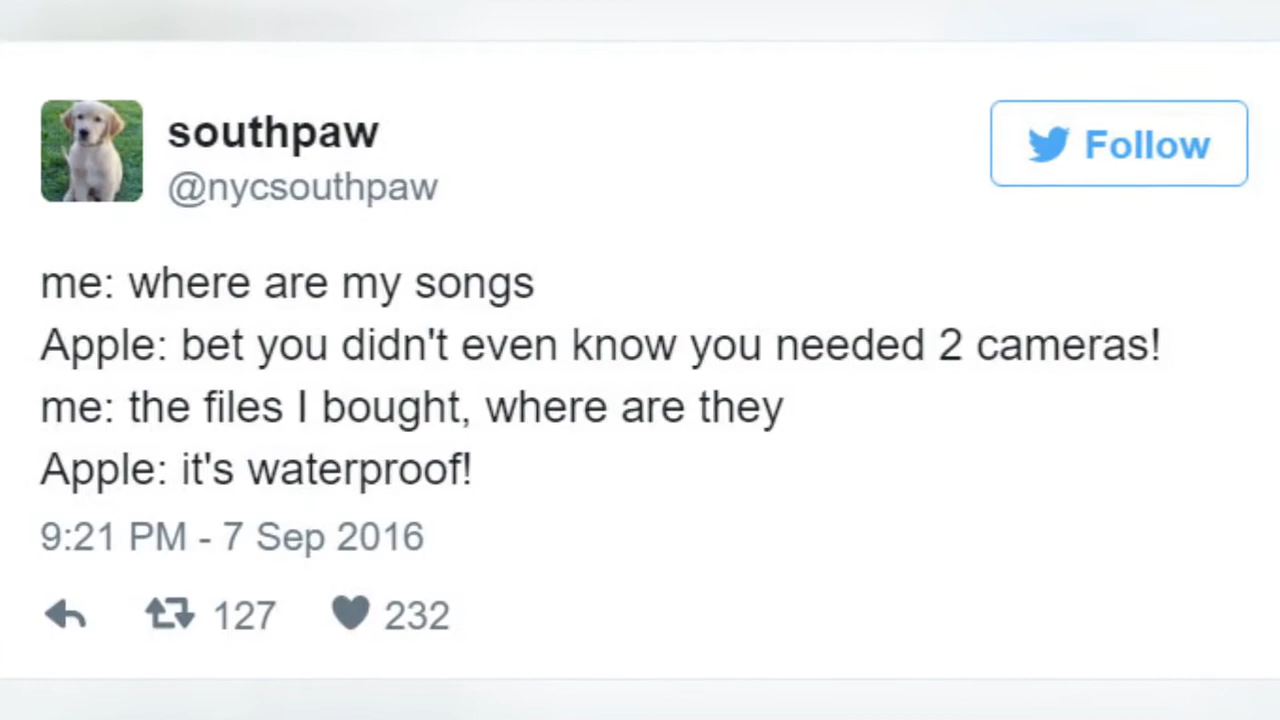 southpaw
@nycsouthpaw
Follow
me: where are my songs
Apple: bet you didn't even know you needed 2 cameras!
me: the files I bought, where are they
Apple: it's waterproof!
9:21 PM - 7 Sep 2016
127 232